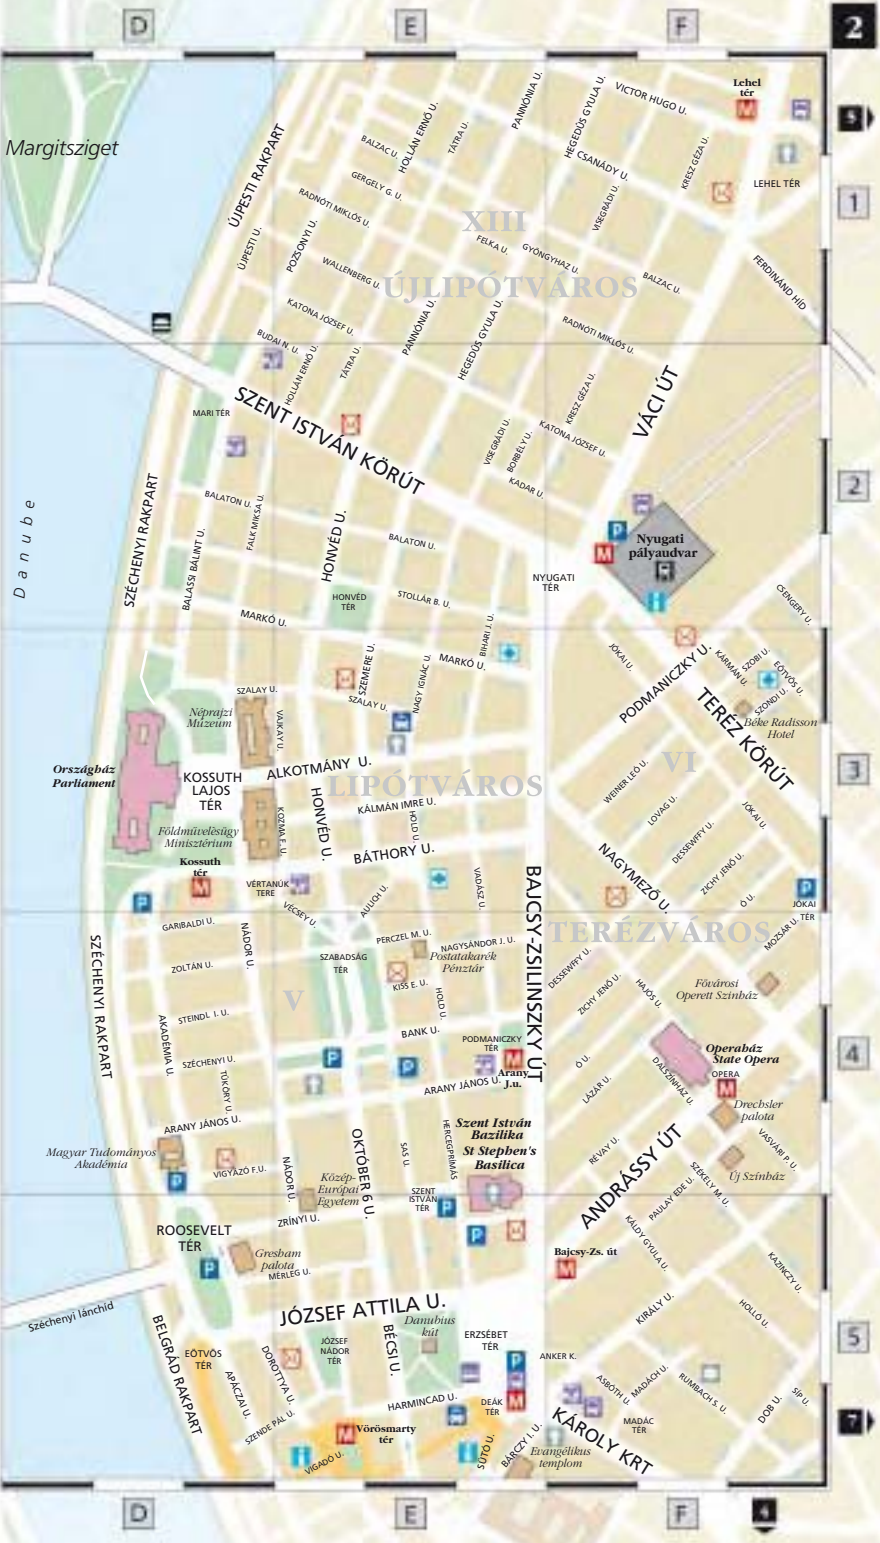 D
E
F
2
Lehel
tér
5
Margitsziget
ÚJPESTI RAKPART
BALZAC U.
HOLLÁN ERNŐ U.
TÁTRA U.
PANNÓNIA U.
HEGEDŰS GYULA U.
VICTOR HUGO U.
CSANÁDY U.
KRESZ GÉZA U.
LEHEL TÉR
1
GERGELY G. U.
RADNÓTI MIKLÓS U.
VISEGRÁDI U.
XIII
ÚJPESTI U.
POZSONYI U.
WALLENBERG U.
FELKA U.
GYÖNGYHAZ U.
BALZAC U.
FERDINÁND HÍD
ÚJLIPÓTVÁROS
KATONA JÓZSEF U.
BUDAI N. U.
HOLLÁN ERNŐ U.
TÁTRA U.
PANNÓNIA U.
HEGEDŰS GYULA U.
RADNÓTI MIKLÓS U.
MARI TÉR
SZENT ISTVÁN KÖRÚT
KRESZ GÉZA U.
VÁCI ÚT
VISEGRÁDI U.
BORBÉLY U.
KATONA JÓZSEF U.
KADAR U.
2
Danube
SZÉCHENYI RAKPART
BALATON U.
FALK MIKSA U.
BALASSI BÁLINT U.
HONVÉD U.
BALATON U.
Nyugati
pályaudvar
NYUGATI
TÉR
HONVÉD
TÉR
STOLLÁR B. U.
CSENGERY U.
MARKÓ U.
BIHARI J. U.
MARKÓ U.
SZEMERE U.
NAGY IGNÁC U.
JÓKAI U.
PODMANICZKY U.
KÁRMÁN U.
SZOBI U.
EÖTVÖS U.
SZONDI U.
SZALAY U.
SZALAY U.
Néprajzi
Múzeum
VAJKAY U.
TERÉZ KÖRÚT
Béke Radisson
Hotel
Országház
Parliament
KOSSUTH
LAJOS
TÉR
ALKOTMÁNY U.
LIPÓTVÁROS
VI
3
WEINER LEÓ U.
LOVAG U.
JÓKAI U.
KÁLMÁN IMRE U.
HONVÉD U.
KOZMA F. U.
HOLD U.
Földmüvelèsügy
Minisztérium
BÁTHORY U.
DESSEWFFY U.
ZICHY JENŐ U.
NAGYMEZŐ U.
Kossuth
tér
VÉRTANÚK
TERE
VADÁSZ U.
BAJCSY-ZSILINSZKY ÚT
Ó U.
JÓKAI
TÉR
VÉCSEY U.
MOZSÁR U.
TERÉZVÁROS
GARIBALDI U.
NÁDOR U.
PERCZEL M. U.
NAGYSÁNDOR J. U.
Postatakarék
Pénztár
ZOLTÁN U.
SZABADSÁG
TÉR
KISS E. U.
HOLD U.
DESSEWFFY U.
ZICHY JENŐ U.
HAJÓS U.
Fővárosi
Operett Szinház
SZÉCHENYI RAKPART
V
STEINDL I. U.
AKADÉMIA U.
BANK U.
PODMANICZKY
TÉR
Operaház
State Opera
4
SZÉCHENYI U.
TÜKÖRY U.
Arany
J.u.
ARANY JÁNOS U.
Ó U.
LÁZÁR U.
DALSZÍNHÁZ U.
OPERA
Drechsler
palota
ARANY JÁNOS U.
Szent István
Bazilika
St Stephen's
Basilica
HERCEGPRÍMÁS
SAS U.
OKTÓBER 6 U.
RÉVAY U.
ANDRÁSSY ÚT
VASVÁRI P. U.
Magyar Tudományos
Akadémia
VIGYÁZÓ F.U.
NÁDOR U.
Közép-
Európai
Egyetem
SZÉKELY M. U.
Új Színház
SZENT
ISTVÁN
TÉR
PAULAY EDE U.
ROOSEVELT
TÉR
ZRÍNYI U.
KÁLDY GYULA U.
Gresham
palota
MÉRLEG U.
Bajcsy-Zs. út
KAZINCZY U.
Széchenyi lánchíd
JÓZSEF ATTILA U.
KIRÁLY U.
HOLLÓ U.
BELGRÁD RAKPART
Danubius
kút
BÉCSI U.
ERZSÉBET
TÉR
JÓZSEF
NÁDOR
TÉR
5
EÖTVÖS
TÉR
DOROTTYA U.
APÁCZAI U.
ANKER K.
ASBÓTH U.
MADÁCH U.
RUMBACH S. U.
DOB U.
SÍP U.
HARMINCAD U.
DEÁK
TÉR
SZENDE PÁL U.
Vörösmarty
tér
KÁROLY KRT
MADÁC
TÉR
7
VIGADÓ U.
SÜTŐ U.
BÁRCZY I. U.
Evangélikus
templom
D
E
F
4